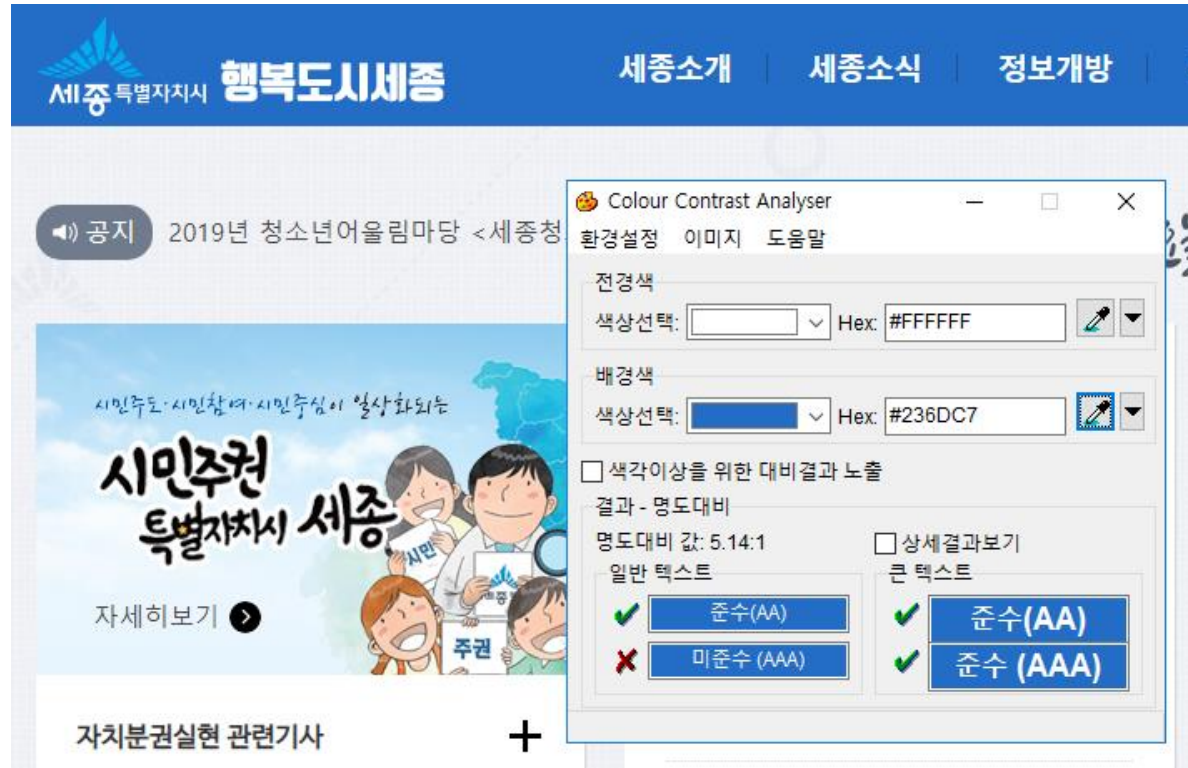 세종특별자치시 행복도시세종
세종소개 세종소식 정보개방
공지 2019년 청소년어울림마당 <세종청
시민주도·시민참여·시민중심이 일상화되는
시민주권
특별자치시 세종
시민
세종
주권
자세히보기
자치분권실현 관련기사 +
Colour Contrast Analyser
환경설정 이미지 도움말
전경색
색상선택: Hex: #FFFFFF
배경색
색상선택: Hex: #236DC7
색각이상을 위한 대비결과 노출
결과 - 명도대비
명도대비 값: 5.14:1 상세결과보기
일반 텍스트 큰 텍스트
준수(AA) 준수(AA)
미준수 (AAA) 준수 (AAA)